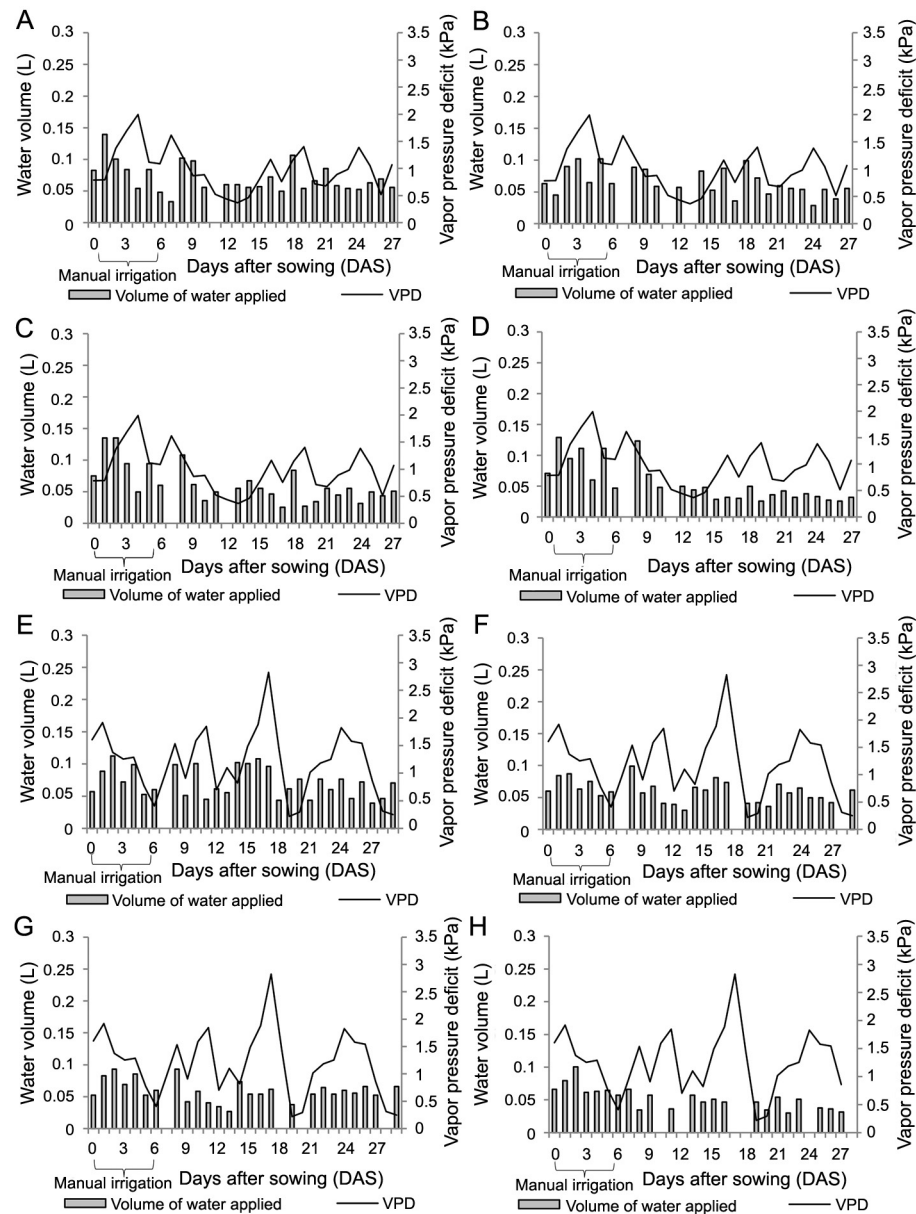 A
Water volume (L)
0.3
0.25
0.2
0.15
0.1
0.05
0
3.5
3
2.5
2
1.5
1
0.5
0
Vapor pressure deficit (kPa)
0 3 6 9 12 15 18 21 24 27
Days after sowing (DAS)
Manual irrigation
Volume of water applied VPD
B
Water volume (L)
0.3
0.25
0.2
0.15
0.1
0.05
0
3.5
3
2.5
2
1.5
1
0.5
0
Vapor pressure deficit (kPa)
0 3 6 9 12 15 18 21 24 27
Days after sowing (DAS)
Manual irrigation
Volume of water applied VPD
C
Water volume (L)
0.3
0.25
0.2
0.15
0.1
0.05
0
3.5
3
2.5
2
1.5
1
0.5
0
Vapor pressure deficit (kPa)
0 3 6 9 12 15 18 21 24 27
Days after sowing (DAS)
Manual irrigation
Volume of water applied VPD
D
Water volume (L)
0.3
0.25
0.2
0.15
0.1
0.05
0
3.5
3
2.5
2
1.5
1
0.5
0
Vapor pressure deficit (kPa)
0 3 6 9 12 15 18 21 24 27
Days after sowing (DAS)
Manual irrigation
Volume of water applied VPD
E
Water volume (L)
0.3
0.25
0.2
0.15
0.1
0.05
0
3.5
3
2.5
2
1.5
1
0.5
0
Vapor pressure deficit (kPa)
0 3 6 9 12 15 18 21 24 27
Days after sowing (DAS)
Manual irrigation
Volume of water applied VPD
F
Water volume (L)
0.3
0.25
0.2
0.15
0.1
0.05
0
3.5
3
2.5
2
1.5
1
0.5
0
Vapor pressure deficit (kPa)
0 3 6 9 12 15 18 21 24 27
Days after sowing (DAS)
Manual irrigation
Volume of water applied VPD
G
Water volume (L)
0.3
0.25
0.2
0.15
0.1
0.05
0
3.5
3
2.5
2
1.5
1
0.5
0
Vapor pressure deficit (kPa)
0 3 6 9 12 15 18 21 24 27
Days after sowing (DAS)
Manual irrigation
Volume of water applied VPD
H
Water volume (L)
0.3
0.25
0.2
0.15
0.1
0.05
0
3.5
3
2.5
2
1.5
1
0.5
0
Vapor pressure deficit (kPa)
0 3 6 9 12 15 18 21 24 27
Days after sowing (DAS)
Manual irrigation
Volume of water applied VPD